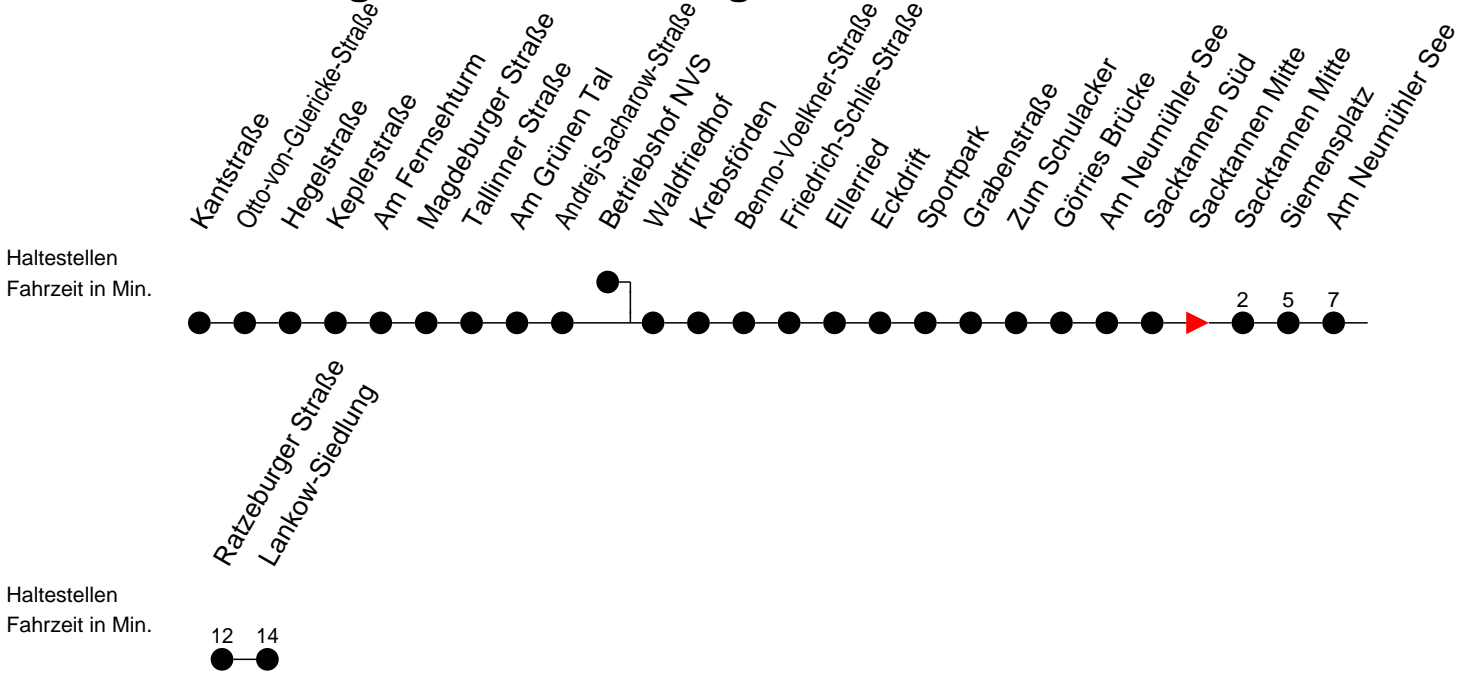 Kantstraße
Otto-von-Guericke-Straße
Hegelstraße
Keplerstraße
Am Fernsehturm
Magdeburger Straße
Tallinner Straße
Am Grünen Tal
Andrej-Sacharow-Straße
Betriebshof NVS
Waldfriedhof
Krebsförden
Benno-Voelkner-Straße
Friedrich-Schlie-Straße
Ellerried
Eckdrift
Sportpark
Grabenstraße
Zum Schulacker
Görries Brücke
Am Neumühler See
Sacktannen Süd
Sacktannen Mitte
Sacktannen Mitte
Siemensplatz
Am Neumühler See
Haltestellen
Fahrzeit in Min.
2 5 7
Ratzeburger Straße
Lankow-Siedlung
Haltestellen
Fahrzeit in Min.
12 14